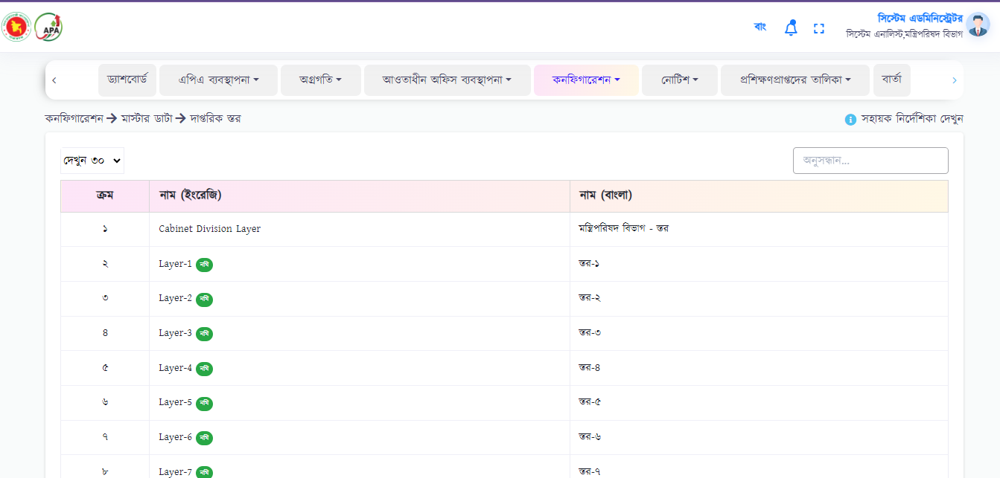 APA
বাং
সিস্টেম এডমিনিস্ট্রেটর
সিস্টেম এনালিস্ট,মন্ত্রিপরিষদ বিভাগ
ড্যাশবোর্ড এপিএ ব্যবস্থাপনা অগ্রগতি আওতাধীন অফিস ব্যবস্থাপনা কনফিগারেশন নোটিশ প্রশিক্ষণপ্রাপ্তদের তালিকা বার্তা
কনফিগারেশন → মাস্টার ডাটা → দাপ্তরিক স্তর সহায়ক নির্দেশিকা দেখুন
দেখুন ৩০ অনুসন্ধান...
ক্রম নাম (ইংরেজি) নাম (বাংলা)
১ Cabinet Division Layer মন্ত্রিপরিষদ বিভাগ - স্তর
২ Layer-1 নথি স্তর-১
৩ Layer-2 নথি স্তর-২
৪ Layer-3 নথি স্তর-৩
৫ Layer-4 নথি স্তর-৪
৬ Layer-5 নথি স্তর-৫
৭ Layer-6 নথি স্তর-৬
৮ Layer-7 নথি স্তর-৭